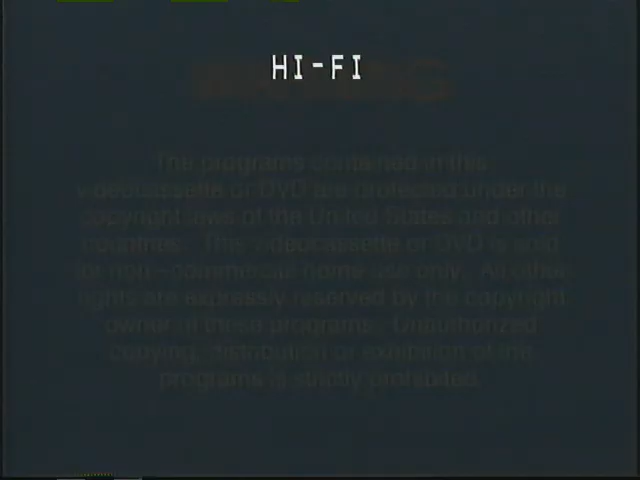 HI-FI
WARNING
The programs contained in this
videocassette or DVD are protected under the
copyright laws of the United States and other
countries. This videocassette or DVD is sold
for non-commercial home use only. All other
rights are expressly reserved by the copyright
owner of these programs. Unauthorized
copying, distribution or exhibition of the
programs is strictly prohibited.